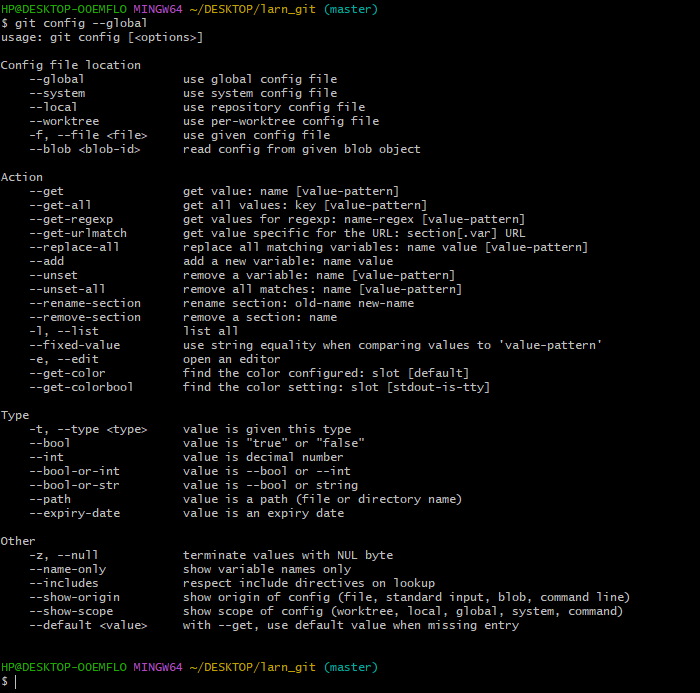 HP@DESKTOP-OOEMFLO MINGW64 ~/DESKTOP/larn_git (master)
$ git config --global
usage: git config [<options>]

Config file location
    --global              use global config file
    --system              use system config file
    --local               use repository config file
    --worktree            use per-worktree config file
    -f, --file <file>     use given config file
    --blob <blob-id>      read config from given blob object

Action
    --get                 get value: name [value-pattern]
    --get-all             get all values: key [value-pattern]
    --get-regexp          get values for regexp: name-regex [value-pattern]
    --get-urlmatch        get value specific for the URL: section[.var] URL
    --replace-all         replace all matching variables: name value [value-pattern]
    --add                 add a new variable: name value
    --unset               remove a variable: name [value-pattern]
    --unset-all           remove all matches: name [value-pattern]
    --rename-section      rename section: old-name new-name
    --remove-section      remove a section: name
    -l, --list            list all
    --fixed-value         use string equality when comparing values to 'value-pattern'
    -e, --edit            open an editor
    --get-color           find the color configured: slot [default]
    --get-colorbool       find the color setting: slot [stdout-is-tty]

Type
    -t, --type <type>     value is given this type
    --bool                value is "true" or "false"
    --int                 value is decimal number
    --bool-or-int         value is --bool or --int
    --bool-or-str         value is --bool or string
    --path                value is a path (file or directory name)
    --expiry-date         value is an expiry date

Other
    -z, --null            terminate values with NUL byte
    --name-only           show variable names only
    --includes            respect include directives on lookup
    --show-origin         show origin of config (file, standard input, blob, command line)
    --show-scope          show scope of config (worktree, local, global, system, command)
    --default <value>     with --get, use default value when missing entry

HP@DESKTOP-OOEMFLO MINGW64 ~/DESKTOP/larn_git (master)
$